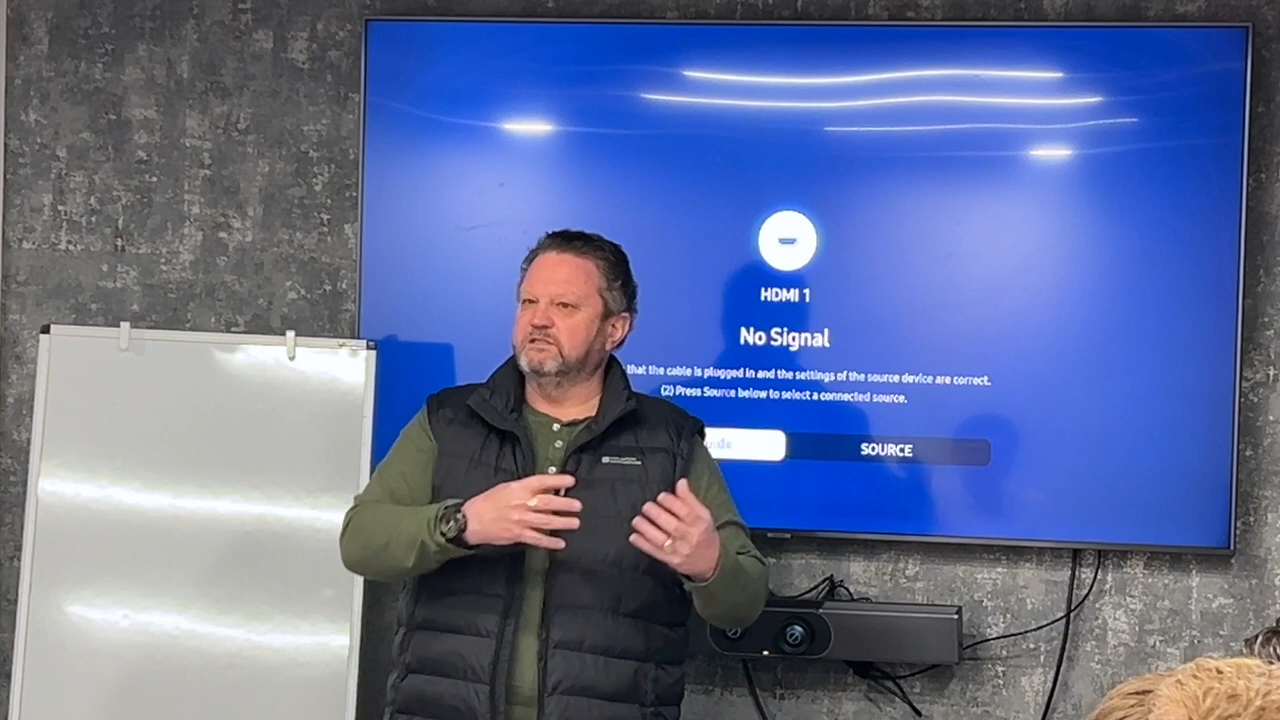 HDMI 1
No Signal
that the cable is plugged in and the settings of the source device are correct.
(2) Press Source below to select a connected source.
SOURCE